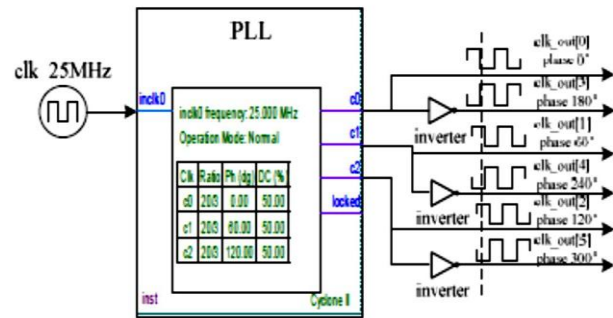 PLL
clk 25MHz
inclk0
inclk0 frequency: 25.000 MHz
Operation Mode: Normal
Clk Ratio Ph (dg) DC (%)
c0 20/3 0.00 50.00
c1 20/3 60.00 50.00
c2 20/3 120.00 50.00
c0
c1
c2
locked
inst
Cyclone II
clk_out[0]
phase 0°
clk_out[3]
phase 180°
inverter
clk_out[1]
phase 60°
clk_out[4]
phase 240°
inverter
clk_out[2]
phase 120°
clk_out[5]
phase 300°
inverter